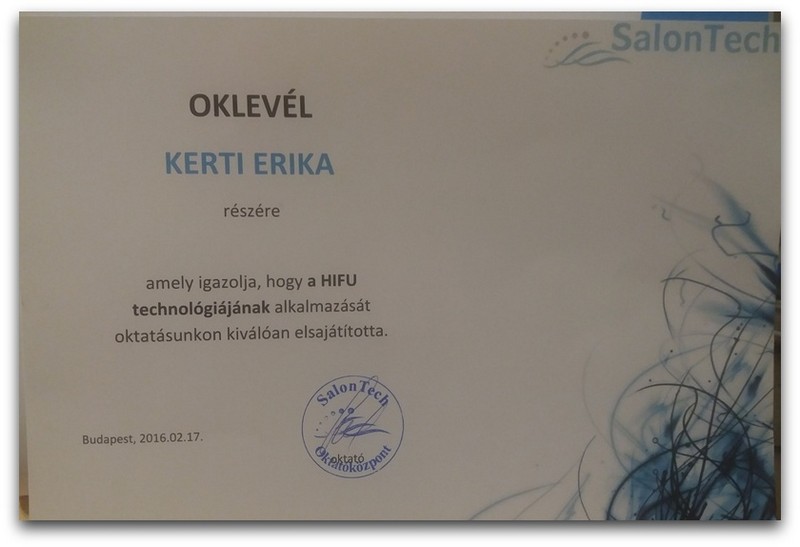 SalonTech
OKLEVÉL
KERTI ERIKA
részére
amely igazolja, hogy a HIFU
technológiájának alkalmazását
oktatásunkon kiválóan elsajátította.
SalonTech
oktató
Oktatóközpont
Budapest, 2016.02.17.